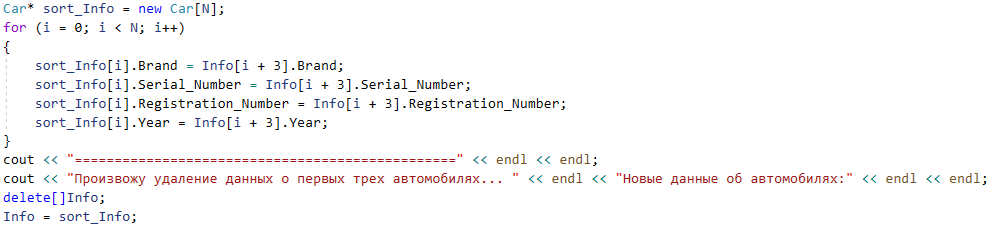 Car* sort_Info = new Car[N];
for (i = 0; i < N; i++)
{
sort_Info[i].Brand = Info[i + 3].Brand;
sort_Info[i].Serial_Number = Info[i + 3].Serial_Number;
sort_Info[i].Registration_Number = Info[i + 3].Registration_Number;
sort_Info[i].Year = Info[i + 3].Year;
}
cout << "================================================" << endl << endl;
cout << "Произвожу удаление данных о первых трех автомобилях... " << endl << "Новые данные об автомобилях:" << endl << endl;
delete[]Info;
Info = sort_Info;